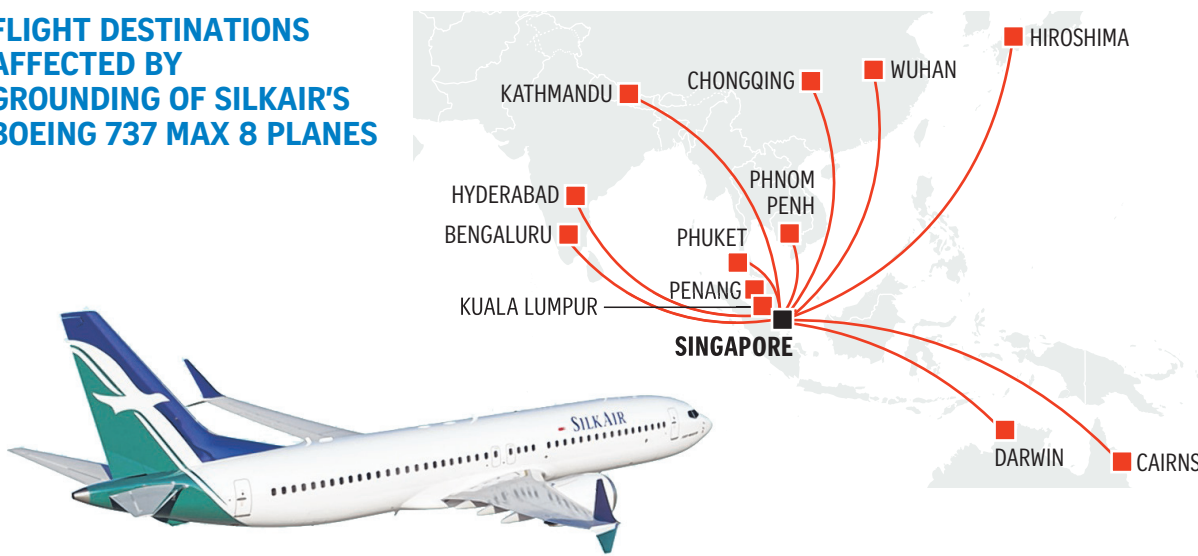 FLIGHT DESTINATIONS
AFFECTED BY
GROUNDING OF SILKAIR'S
BOEING 737 MAX 8 PLANES
HIROSHIMA
WUHAN
CHONGQING
KATHMANDU
PHNOM
PENH
HYDERABAD
BENGALURU
PHUKET
PENANG
KUALA LUMPUR
SINGAPORE
DARWIN
CAIRNS
SILKAIR